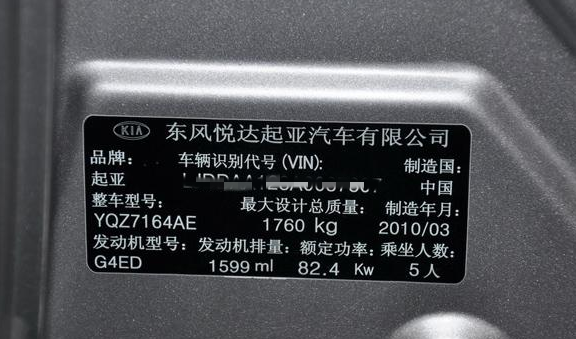 KIA 东风悦达起亚汽车有限公司
品牌: 车辆识别代号(VIN): 制造国:
起亚 中国
整车型号: 最大设计总质量: 制造年月:
YQZ7164AE 1760 kg 2010/03
发动机型号: 发动机排量: 额定功率: 乘坐人数:
G4ED 1599 ml 82.4 Kw 5人